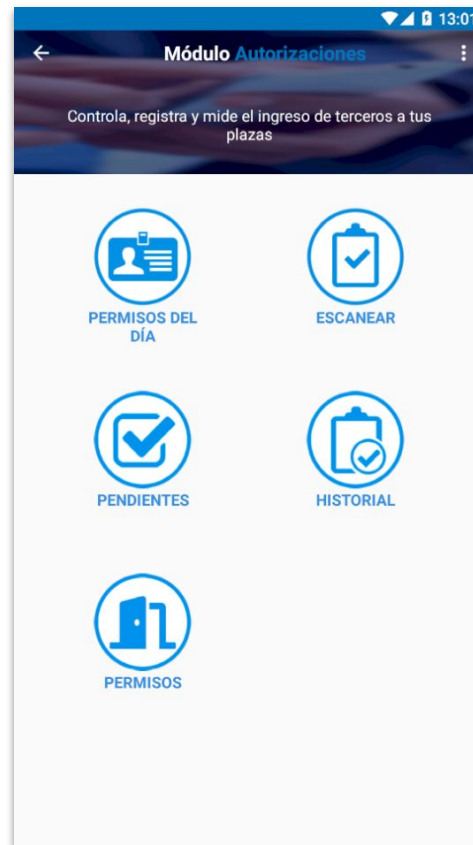 13:01
Módulo Autorizaciones
Controla, registra y mide el ingreso de terceros a tus
plazas
PERMISOS DEL
DÍA
ESCANEAR
PENDIENTES
HISTORIAL
PERMISOS